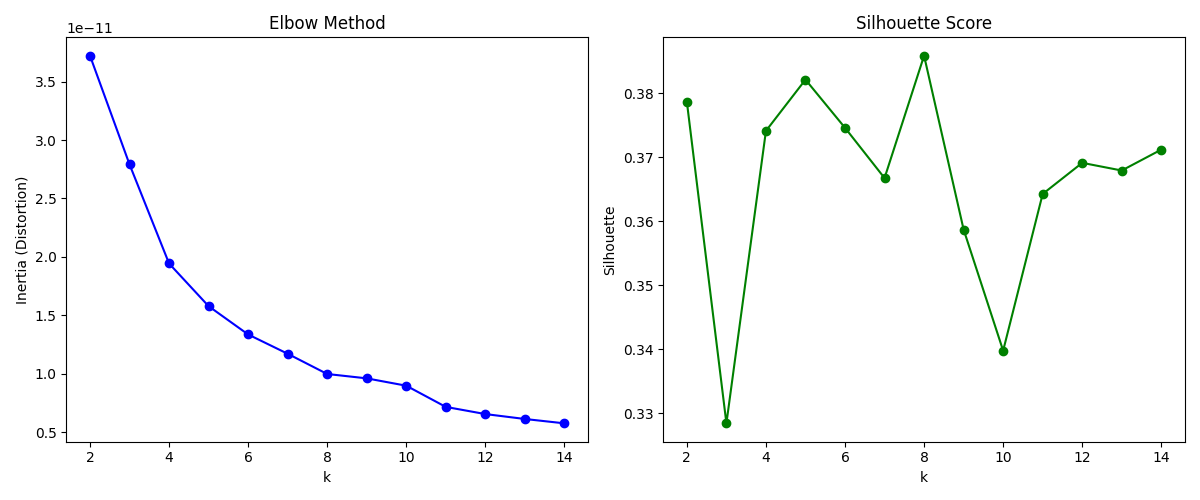 Elbow Method
1e−11
3.5
3.0
2.5
2.0
1.5
1.0
0.5
Inertia (Distortion)
2 4 6 8 10 12 14
k
Silhouette Score
0.38
0.37
0.36
0.35
0.34
0.33
Silhouette
2 4 6 8 10 12 14
k